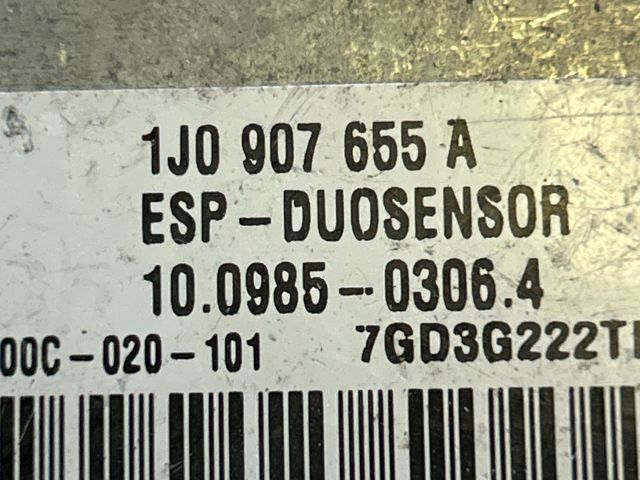 1J0 907 655 A
ESP-DUOSENSOR
10.0985-0306.4
00C-020-101 7GD3G222T